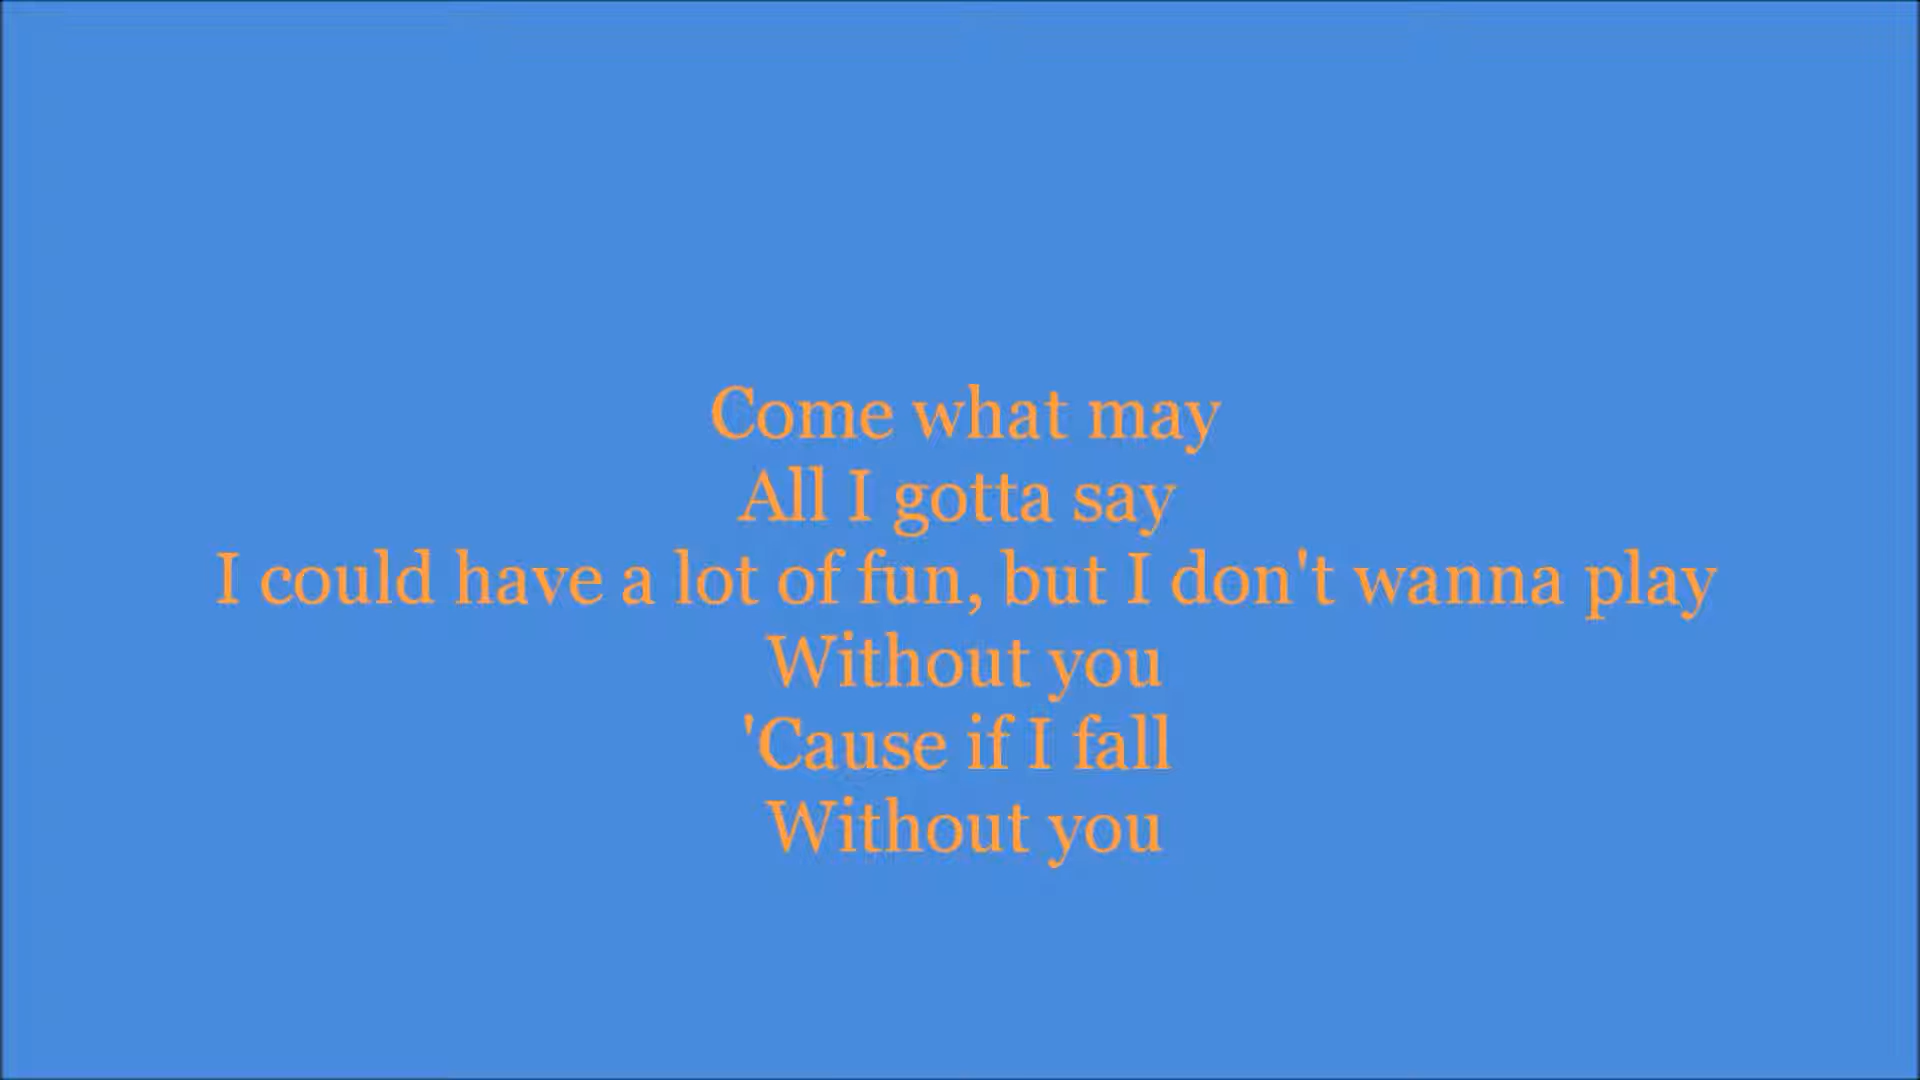 Come what may
All I gotta say
I could have a lot of fun, but I don't wanna play
Without you
'Cause if I fall
Without you